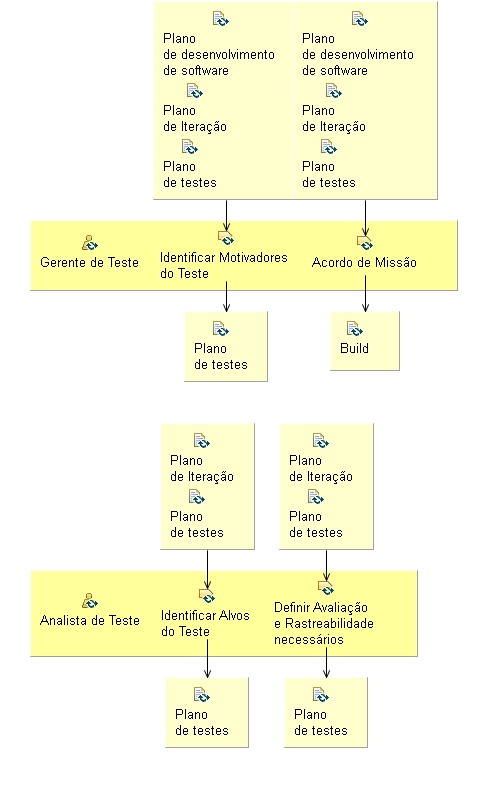 Plano
de desenvolvimento
de software
Plano
de Iteração
Plano
de testes
Plano
de desenvolvimento
de software
Plano
de Iteração
Plano
de testes
Gerente de Teste
Identificar Motivadores
do Teste
Acordo de Missão
Plano
de testes
Build
Plano
de Iteração
Plano
de testes
Plano
de Iteração
Plano
de testes
Analista de Teste
Identificar Alvos
do Teste
Definir Avaliação
e Rastreabilidade
necessários
Plano
de testes
Plano
de testes